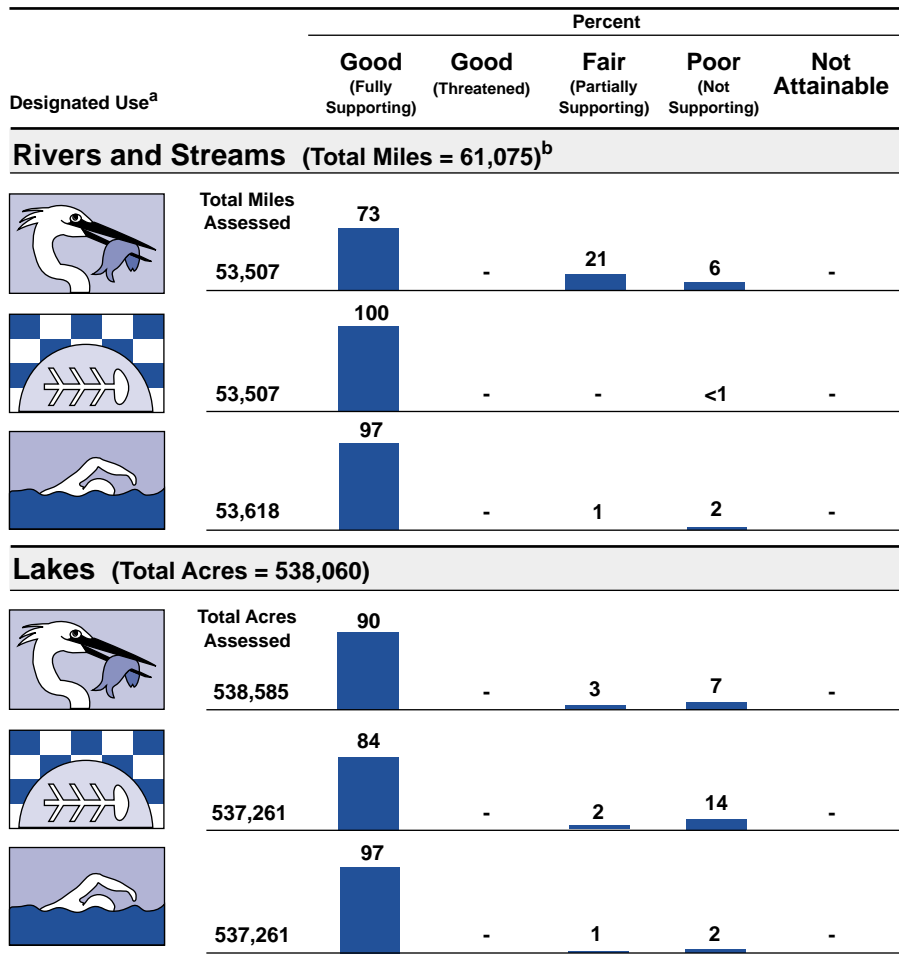 Percent
Designated Use^a
Good
(Fully
Supporting)
Good
(Threatened)
Fair
(Partially
Supporting)
Poor
(Not
Supporting)
Not
Attainable
Rivers and Streams (Total Miles = 61,075)^b
Total Miles
Assessed
73
53,507 - 21 6 -
100
53,507 - - <1 -
97
53,618 - 1 2 -
Lakes (Total Acres = 538,060)
Total Acres
Assessed
90
538,585 - 3 7 -
84
537,261 - 2 14 -
97
537,261 - 1 2 -